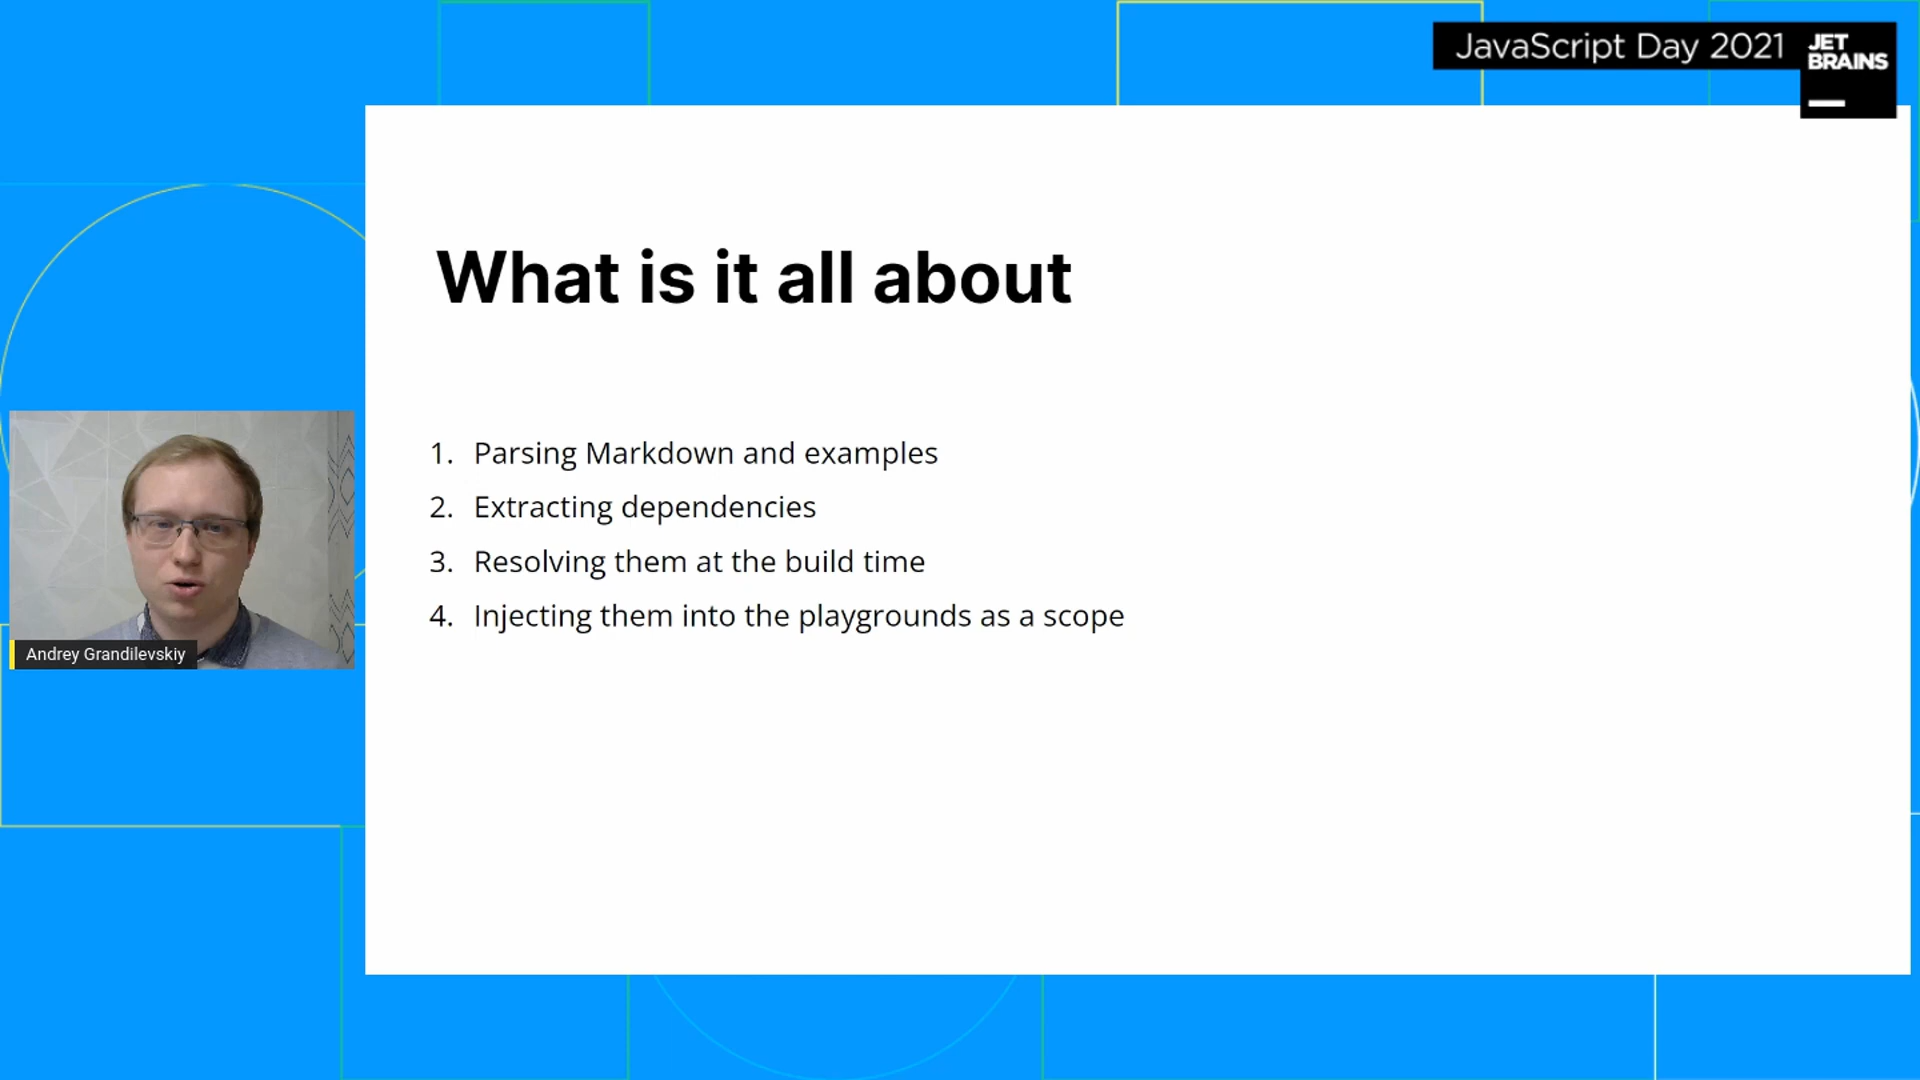 JavaScript Day 2021
JET
BRAINS
What is it all about
1. Parsing Markdown and examples
2. Extracting dependencies
3. Resolving them at the build time
4. Injecting them into the playgrounds as a scope
Andrey Grandilevskiy